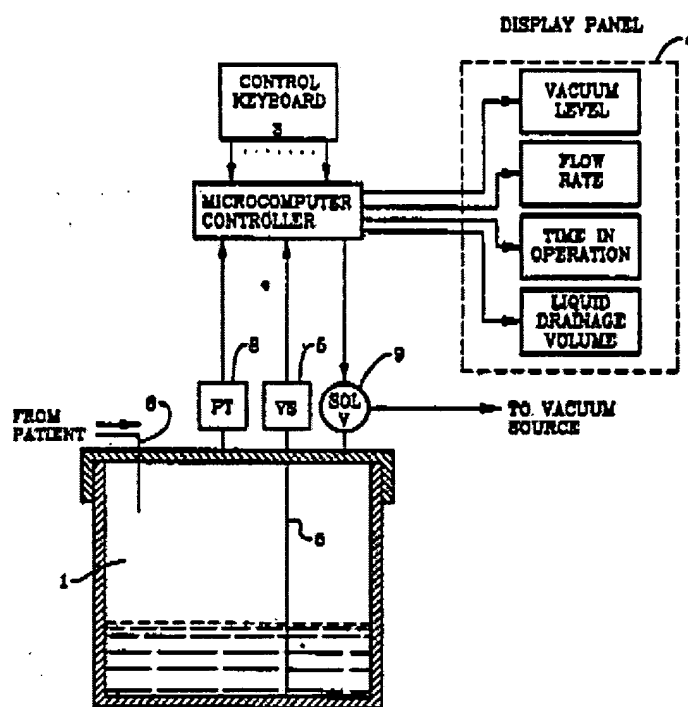 DISPLAY PANEL
CONTROL
KEYBOARD
3
VACUUM
LEVEL
FLOW
RATE
MICROCOMPUTER
CONTROLLER
TIME IN
OPERATION
LIQUID
DRAINAGE
VOLUME
8
5
9
PT
VS
SOL
V
FROM
PATIENT
6
TO VACUUM
SOURCE
6
1